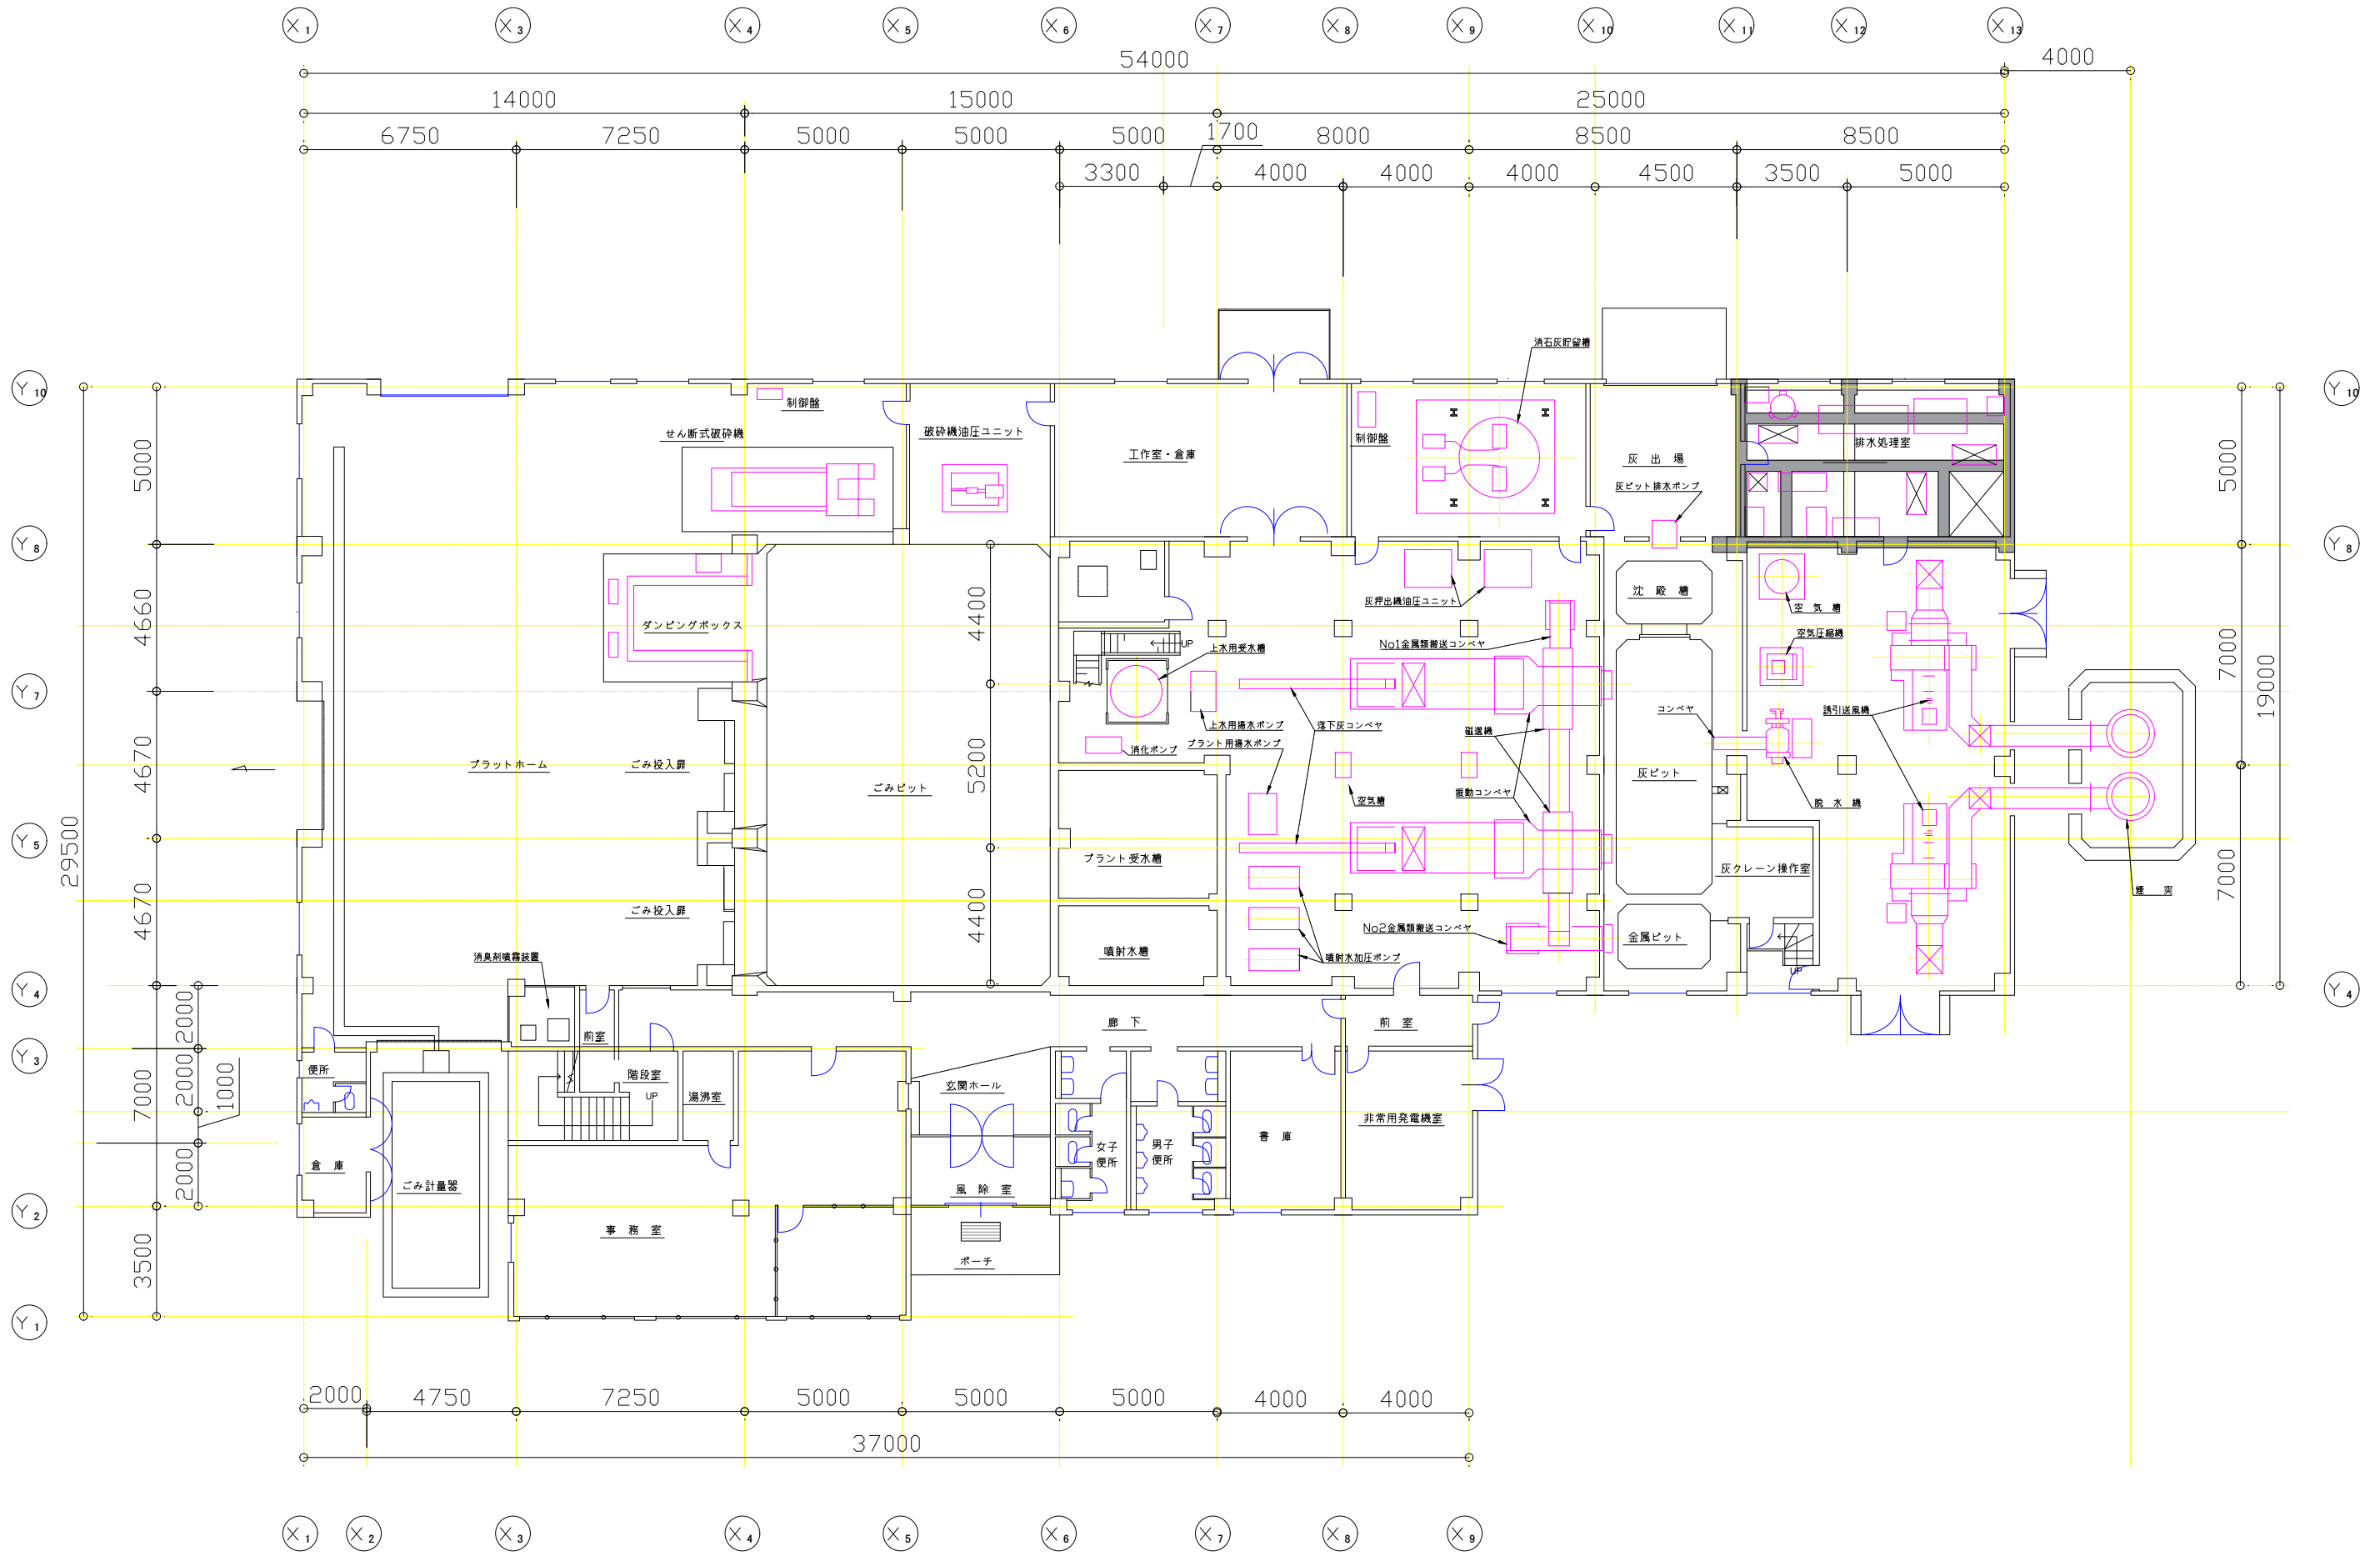 X1 X3 X4 X5 X6 X7 X8 X9 X10 X11 X12 X13
54000 4000
14000 15000 25000
6750 7250 5000 5000 5000 1700 8000 8500 8500
3300 4000 4000 4000 4500 3500 5000
Y10
Y8
Y7
Y5
Y4
Y3
Y2
Y1
29500
5000
4660
4670
4670
7000
3500
2000
2000
1000
2000
Y10
Y8
Y4
5000
7000
7000
19000
4400
5200
4400
消石灰貯留槽
制御盤
せん断式破砕機
破砕機油圧ユニット
工作室・倉庫
制御盤
灰出場
灰ピット排水ポンプ
排水処理室
ダンピングボックス
灰押出機油圧ユニット
沈殿槽
空気槽
空気圧縮機
No1金属類搬送コンベヤ
UP
上水用受水槽
上水用揚水ポンプ
消化ポンプ
プラント用揚水ポンプ
落下灰コンベヤ
磁選機
コンベヤ
誘引送風機
プラットホーム
ごみ投入扉
ごみピット
灰ピット
振動コンベヤ
空気槽
脱水機
プラント受水槽
灰クレーン操作室
煙突
ごみ投入扉
No2金属類搬送コンベヤ
金属ピット
噴射水槽
噴射水加圧ポンプ
消臭剤噴霧装置
UP
廊下
前室
前室
便所
階段室
UP
湯沸室
玄関ホール
非常用発電機室
書庫
女子
便所
男子
便所
倉庫
ごみ計量器
風除室
事務室
ポーチ
2000 4750 7250 5000 5000 5000 4000 4000
37000
X1 X2 X3 X4 X5 X6 X7 X8 X9